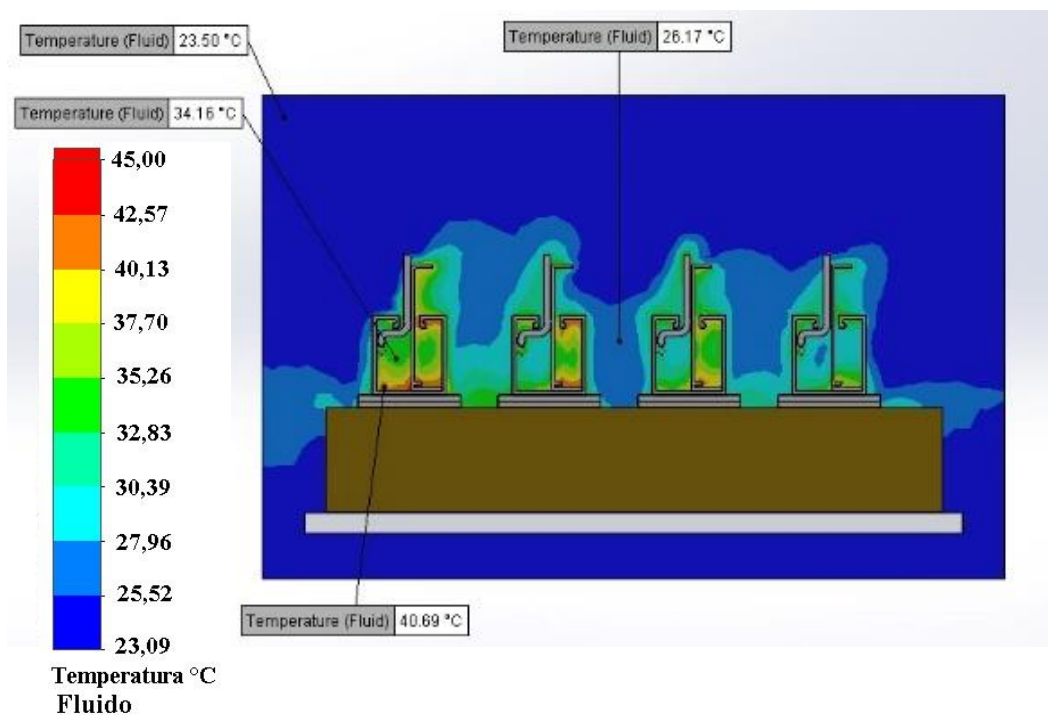 Temperature (Fluid) 23.50 °C
Temperature (Fluid) 26.17 °C
Temperature (Fluid) 34.16 °C
45,00
42,57
40,13
37,70
35,26
32,83
30,39
27,96
25,52
23,09
Temperature (Fluid) 40.69 °C
Temperatura °C
Fluido